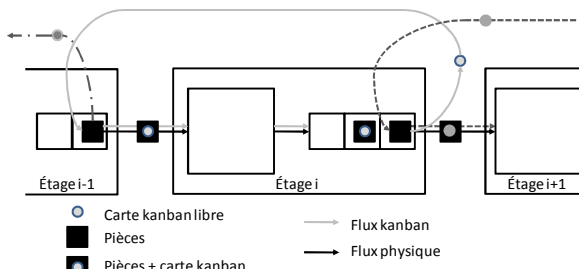 Étage i-1
Étage i
Étage i+1
Carte kanban libre
Pièces
Pièces + carte kanban
Flux kanban
Flux physique